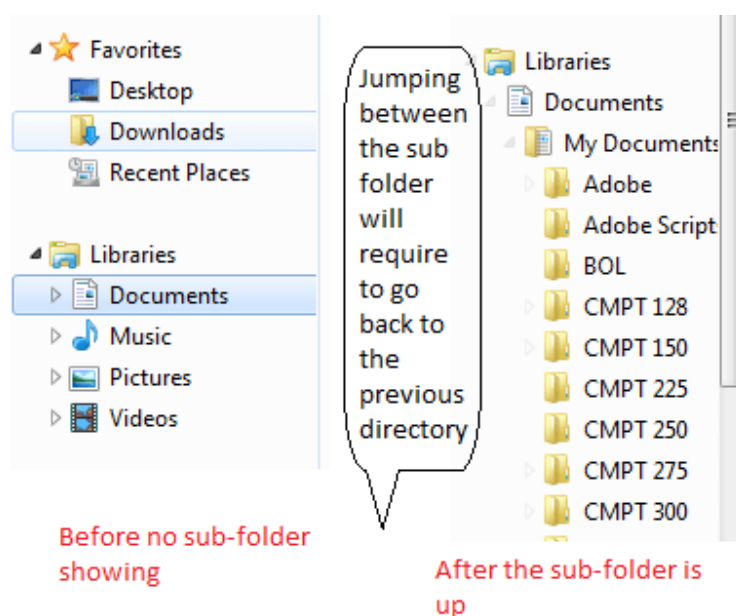 Favorites
Desktop
Downloads
Recent Places
Libraries
Documents
Music
Pictures
Videos
Before no sub-folder
showing
Jumping
between
the sub
folder
will
require
to go
back to
the
previous
directory
Libraries
Documents
My Documents
Adobe
Adobe Script
BOL
CMPT 128
CMPT 150
CMPT 225
CMPT 250
CMPT 275
CMPT 300
After the sub-folder is
up